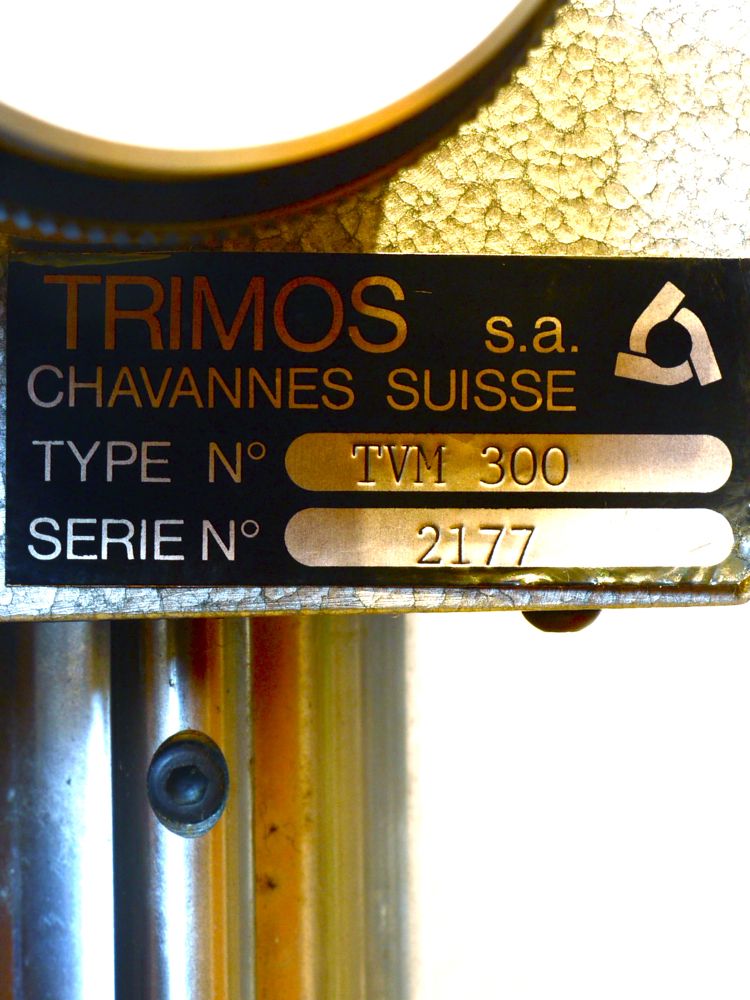 TRIMOS s.a.
CHAVANNES SUISSE
TYPE N° TVM 300
SERIE N° 2177